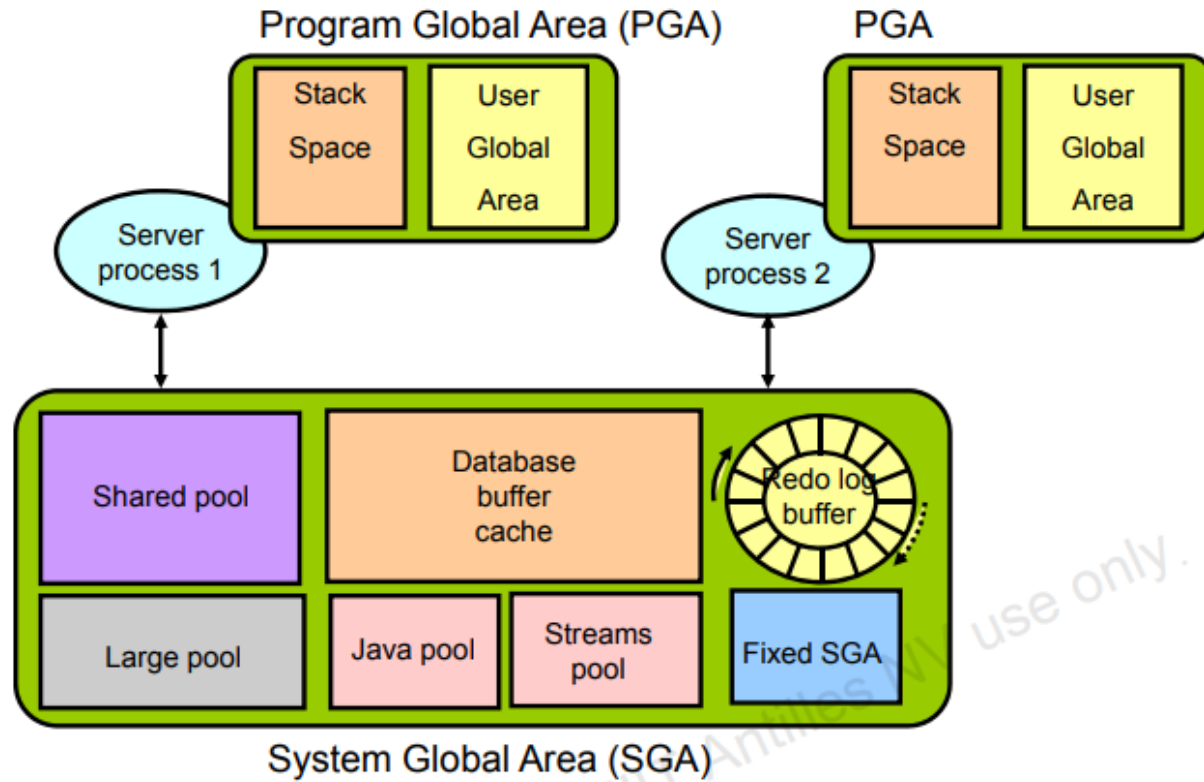 Program Global Area (PGA)
PGA
Stack
Space
User
Global
Area
Stack
Space
User
Global
Area
Server
process 1
Server
process 2
Shared pool
Database
buffer
cache
Redo log
buffer
Large pool
Java pool
Streams
pool
Fixed SGA
System Global Area (SGA)
Antilles NV use only.